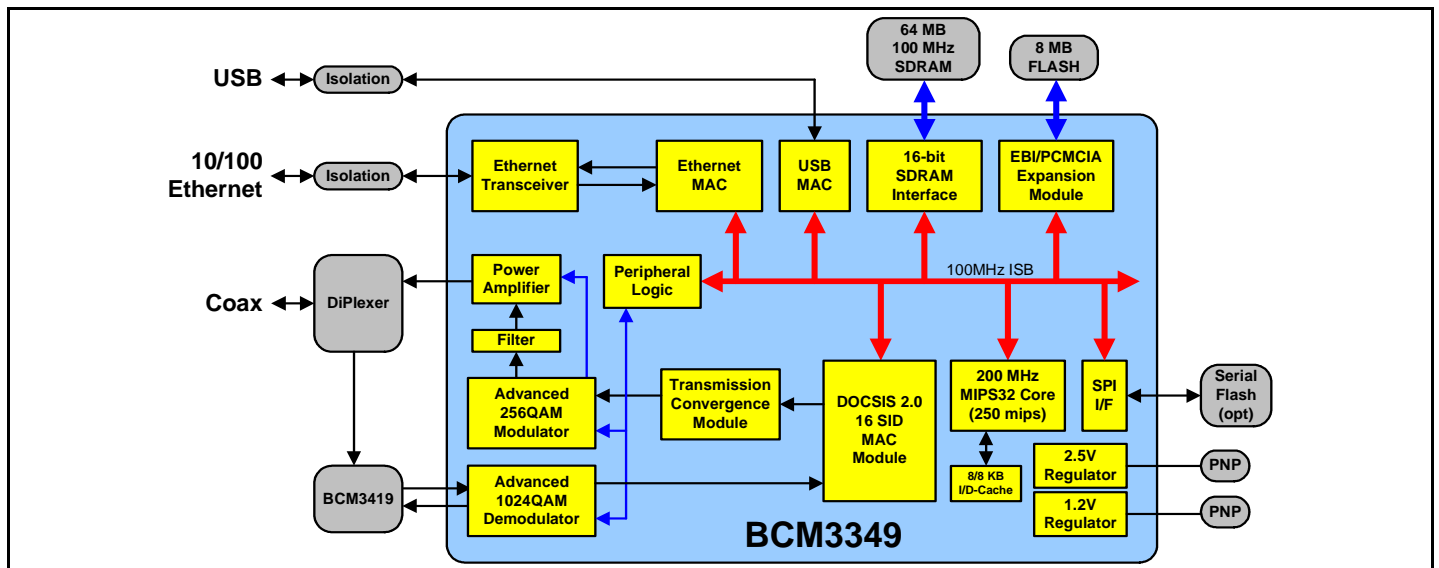 64 MB
100 MHz
SDRAM
8 MB
FLASH
USB
Isolation
10/100
Ethernet
Isolation
Ethernet
Transceiver
Ethernet
MAC
USB
MAC
16-bit
SDRAM
Interface
EBI/PCMCIA
Expansion
Module
Coax
DiPlexer
Power
Amplifier
Peripheral
Logic
100MHz ISB
Filter
Advanced
256QAM
Modulator
Transmission
Convergence
Module
DOCSIS 2.0
16 SID
MAC
Module
200 MHz
MIPS32 Core
(250 mips)
SPI
I/F
Serial
Flash
(opt)
BCM3419
Advanced
1024QAM
Demodulator
8/8 KB
I/D-Cache
2.5V
Regulator
PNP
1.2V
Regulator
PNP
BCM3349